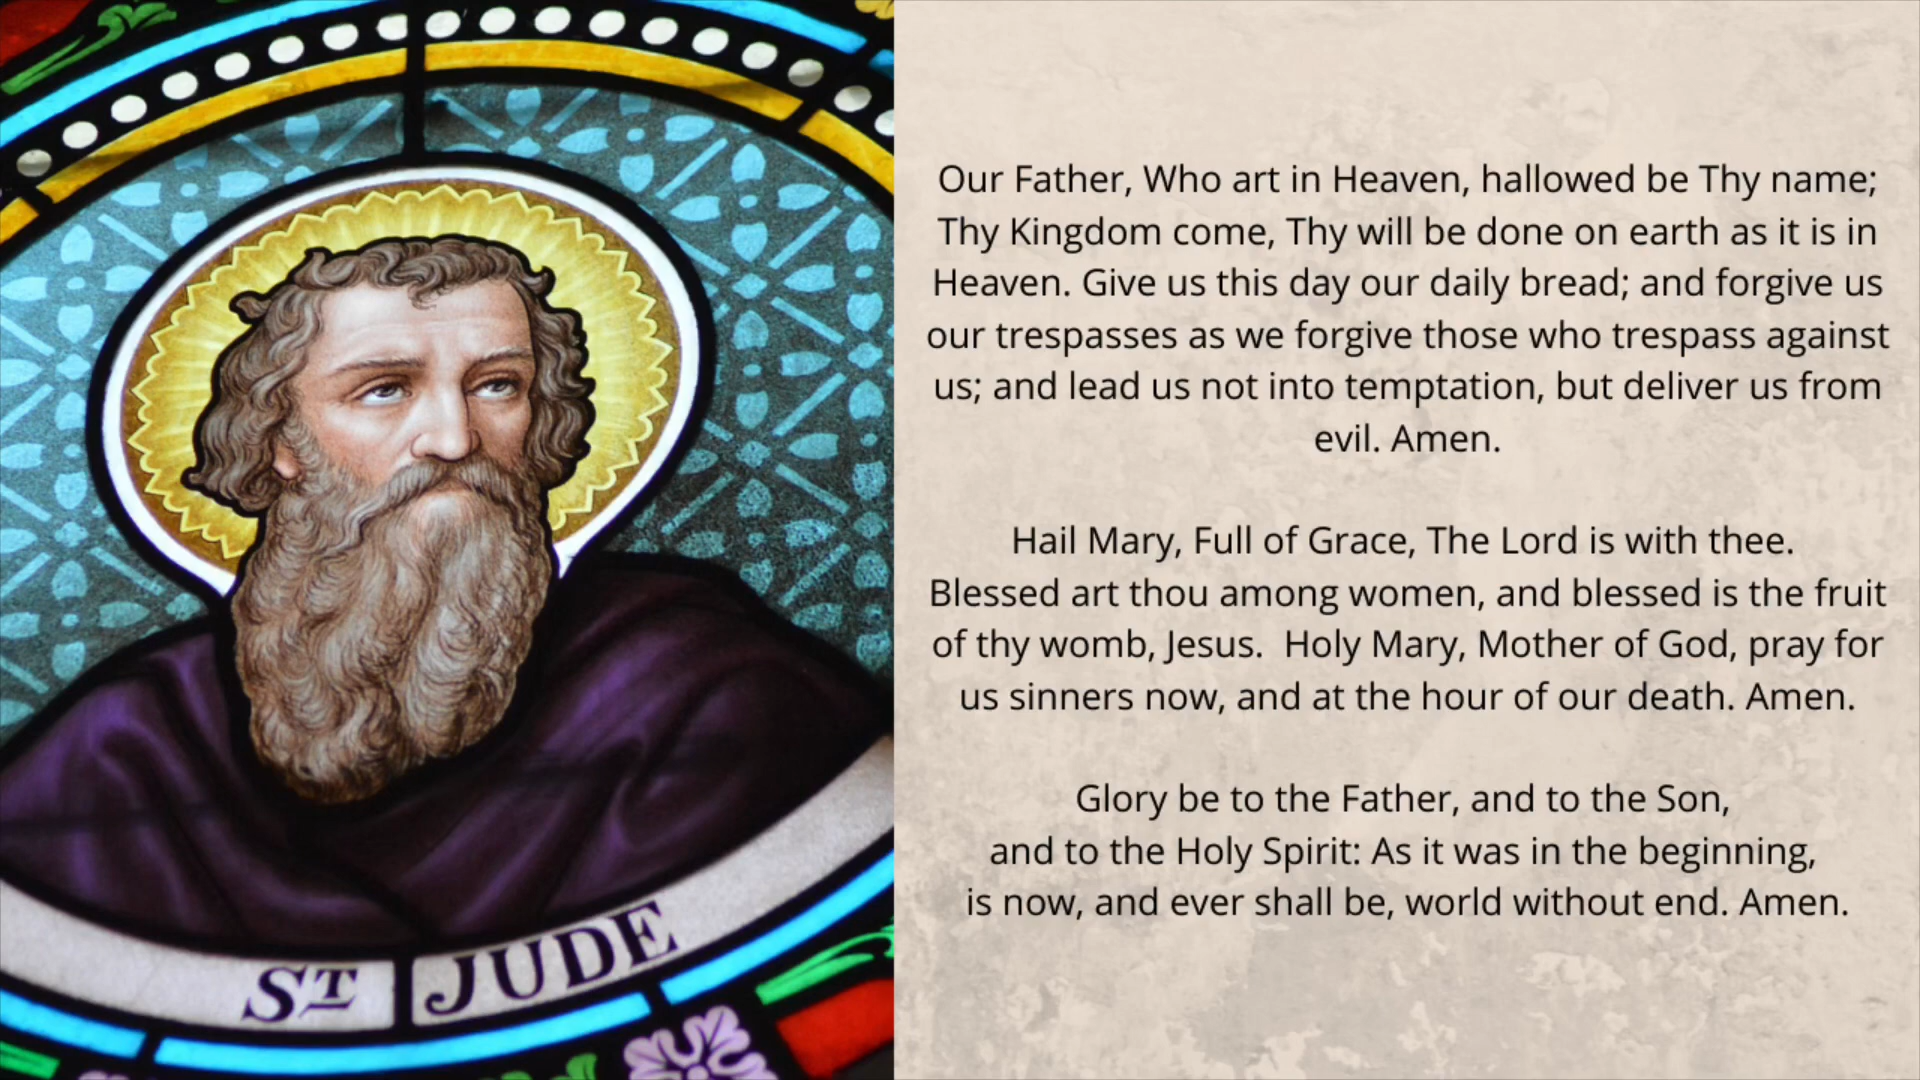 ST JUDE
Our Father, Who art in Heaven, hallowed be Thy name;
Thy Kingdom come, Thy will be done on earth as it is in
Heaven. Give us this day our daily bread; and forgive us
our trespasses as we forgive those who trespass against
us; and lead us not into temptation, but deliver us from
evil. Amen.
Hail Mary, Full of Grace, The Lord is with thee.
Blessed art thou among women, and blessed is the fruit
of thy womb, Jesus.  Holy Mary, Mother of God, pray for
us sinners now, and at the hour of our death. Amen.
Glory be to the Father, and to the Son,
and to the Holy Spirit: As it was in the beginning,
is now, and ever shall be, world without end. Amen.